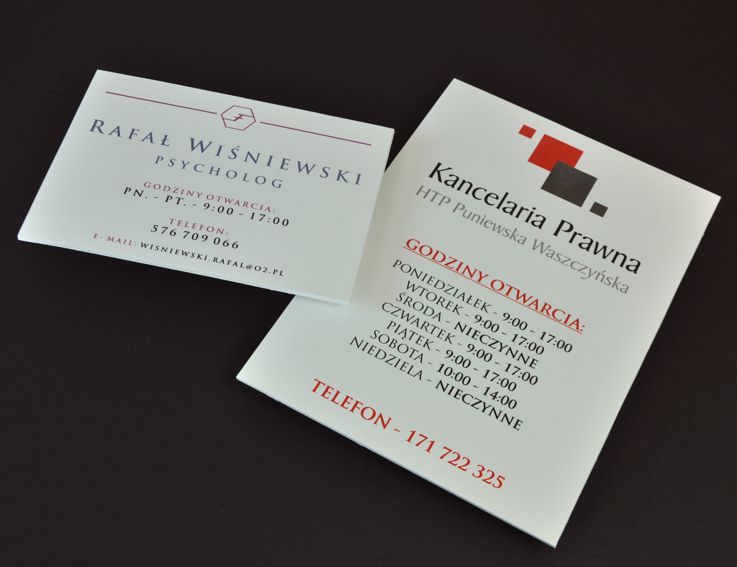 RAFAŁ WIŚNIEWSKI
PSYCHOLOG
GODZINY OTWARCIA:
PN. - PT. - 9:00 - 17:00
TELEFON:
576 709 066
E- MAIL: WISNIEWSKI.RAFAL@O2.PL
Kancelaria Prawna
HTP Puniewska Waszczyńska
GODZINY OTWARCIA:
PONIEDZIAŁEK - 9:00 - 17:00
WTOREK - 9:00 - 17:00
ŚRODA - NIECZYNNE
CZWARTEK - 9:00 - 17:00
PIĄTEK - 9:00 - 17:00
SOBOTA - 10:00 - 14:00
NIEDZIELA - NIECZYNNE
TELEFON - 171 722 325